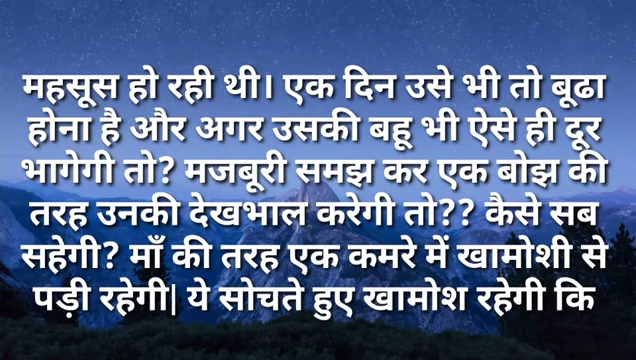 महसूस हो रही थी। एक दिन उसे भी तो बूढा
होना है और अगर उसकी बहू भी ऐसे ही दूर
भागेगी तो? मजबूरी समझ कर एक बोझ की
तरह उनकी देखभाल करेगी तो?? कैसे सब
सहेगी? माँ की तरह एक कमरे में खामोशी से
पड़ी रहेगी| ये सोचते हुए खामोश रहेगी कि